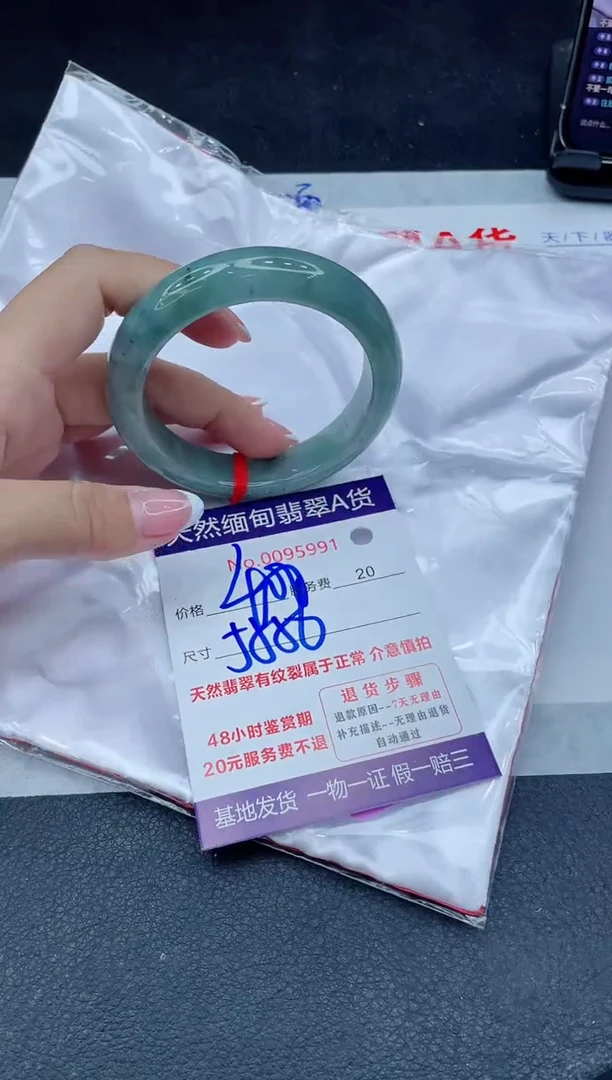 A货
天/下/
天然缅甸翡翠A货
No.0095991
价格 服务费 20
尺寸
天然翡翠有纹裂属于正常 介意慎拍
48小时鉴赏期
20元服务费不退
退货步骤
退款原因--7天无理由
补充描述--无理由退货
自动通过
基地发货 一物一证 假一赔三